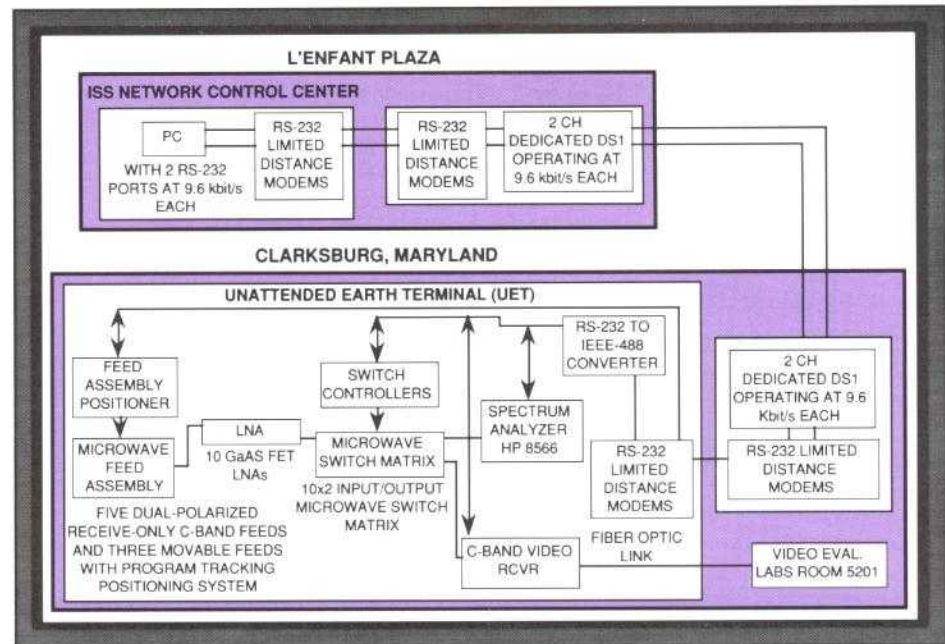 L'ENFANT PLAZA
ISS NETWORK CONTROL CENTER
PC
WITH 2 RS-232
PORTS AT 9.6 kbit/s
EACH
RS-232
LIMITED
DISTANCE
MODEMS
RS-232
LIMITED
DISTANCE
MODEMS
2 CH
DEDICATED DS1
OPERATING AT
9.6 kbit/s EACH
CLARKSBURG, MARYLAND
UNATTENDED EARTH TERMINAL (UET)
FEED
ASSEMBLY
POSITIONER
SWITCH
CONTROLLERS
RS-232 TO
IEEE-488
CONVERTER
2 CH
DEDICATED DS1
OPERATING AT 9.6
Kbit/s EACH
MICROWAVE
FEED
ASSEMBLY
LNA
10 GaAS FET
LNAs
MICROWAVE
SWITCH MATRIX
10x2 INPUT/OUTPUT
MICROWAVE SWITCH
MATRIX
SPECTRUM
ANALYZER
HP 8566
RS-232
LIMITED
DISTANCE
MODEMS
RS-232 LIMITED
DISTANCE
MODEMS
FIVE DUAL-POLARIZED
RECEIVE-ONLY C-BAND FEEDS
AND THREE MOVABLE FEEDS
WITH PROGRAM TRACKING
POSITIONING SYSTEM
C-BAND VIDEO
RCVR
FIBER OPTIC
LINK
VIDEO EVAL.
LABS ROOM 5201